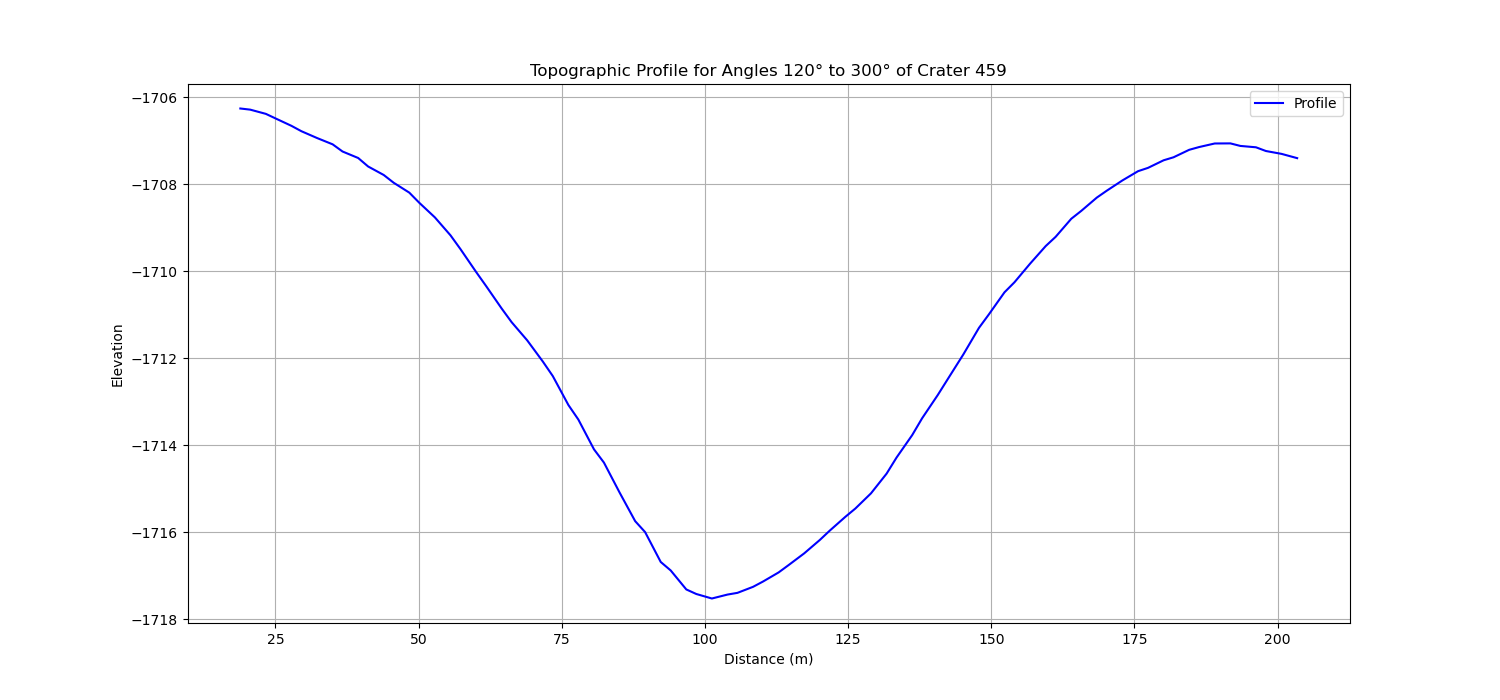 Topographic Profile for Angles 120° to 300° of Crater 459
Profile
Elevation
−1706
−1708
−1710
−1712
−1714
−1716
−1718
25 50 75 100 125 150 175 200
Distance (m)